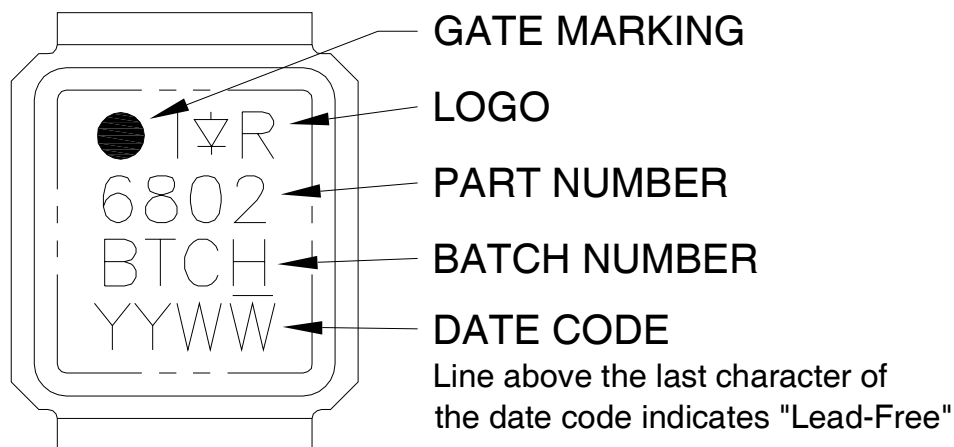 GATE MARKING
I R
LOGO
6802
PART NUMBER
BTCH
BATCH NUMBER
YYWW
DATE CODE
Line above the last character of
the date code indicates "Lead-Free"